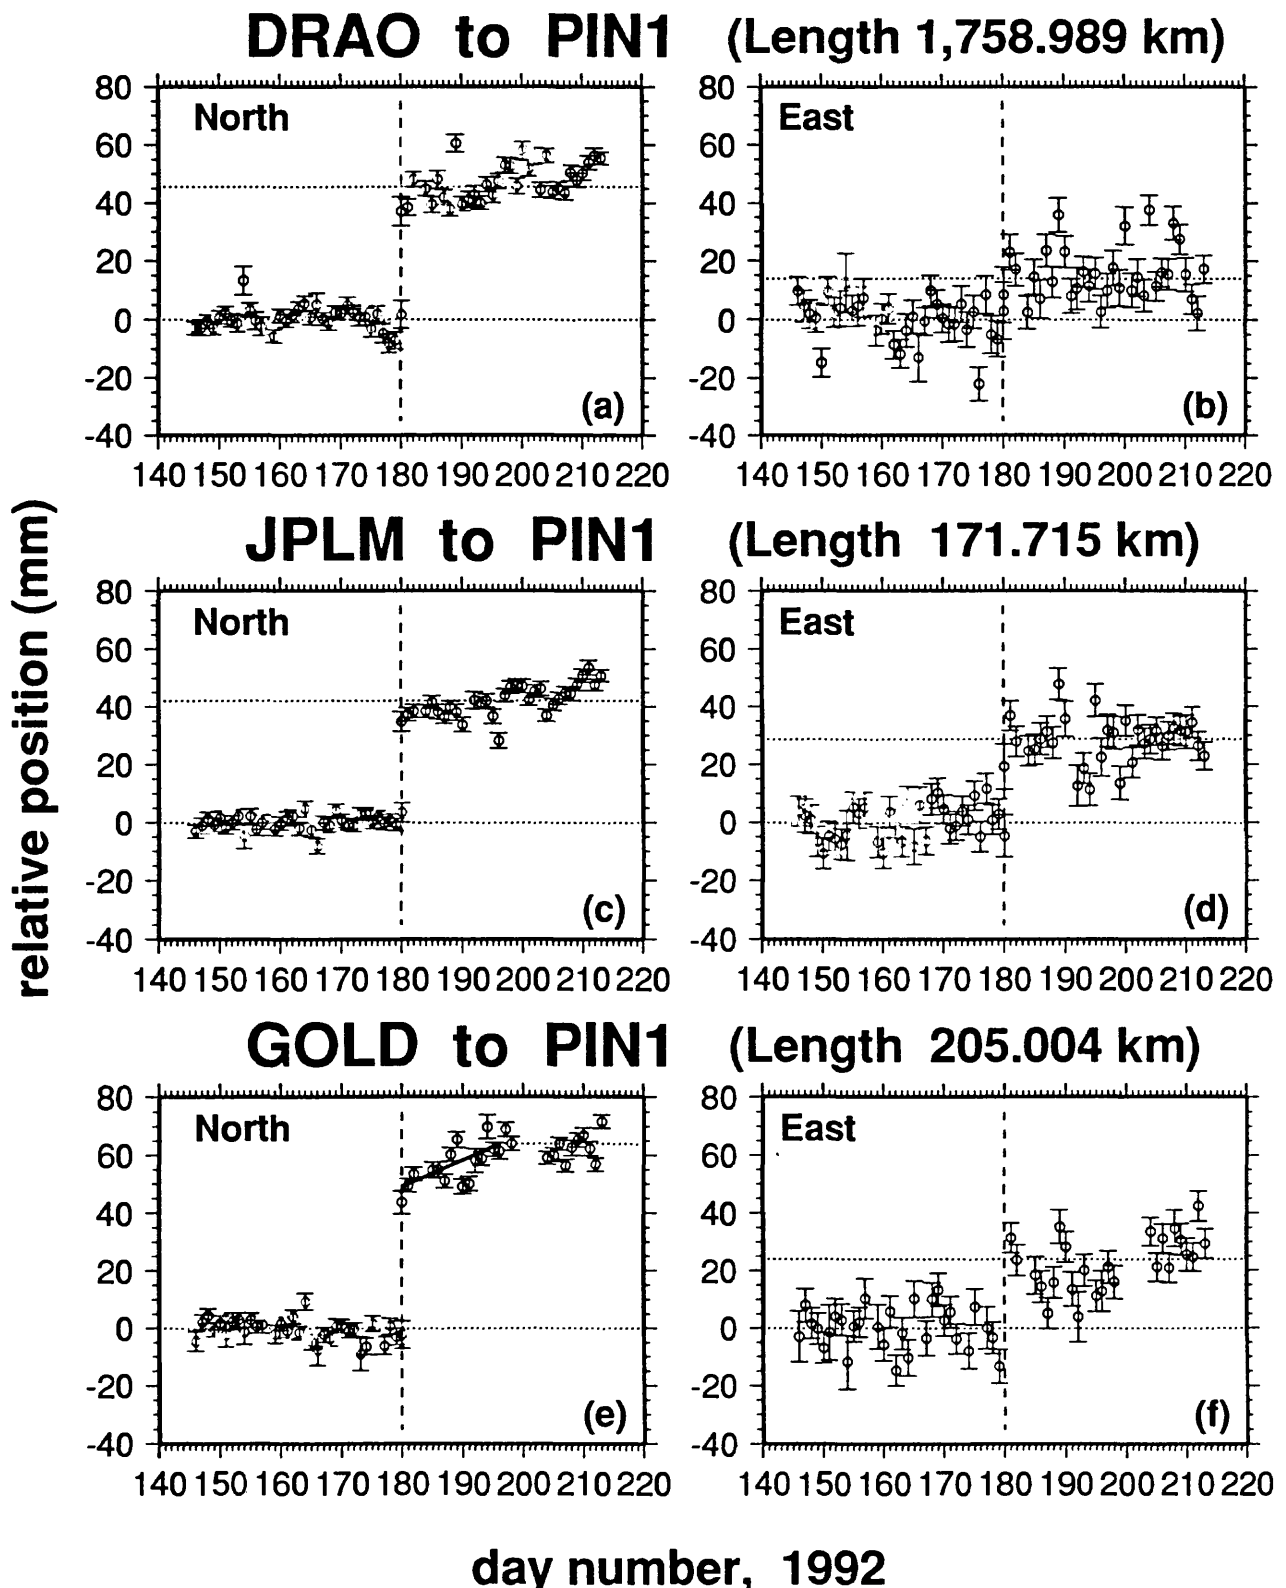 DRAO to PIN1 (Length 1,758.989 km)
80 80
North East
60 60
40 40
20 20
0 0
-20 -20
(a) (b)
-40 -40
140 150 160 170 180 190 200 210 220 140 150 160 170 180 190 200 210 220
JPLM to PIN1 (Length 171.715 km)
80 80
North East
60 60
40 40
20 20
0 0
-20 -20
(c) (d)
-40 -40
140 150 160 170 180 190 200 210 220 140 150 160 170 180 190 200 210 220
relative position (mm)
GOLD to PIN1 (Length 205.004 km)
80 80
North East
60 60
40 40
20 20
0 0
-20 -20
(e) (f)
-40 -40
140 150 160 170 180 190 200 210 220 140 150 160 170 180 190 200 210 220
day number, 1992